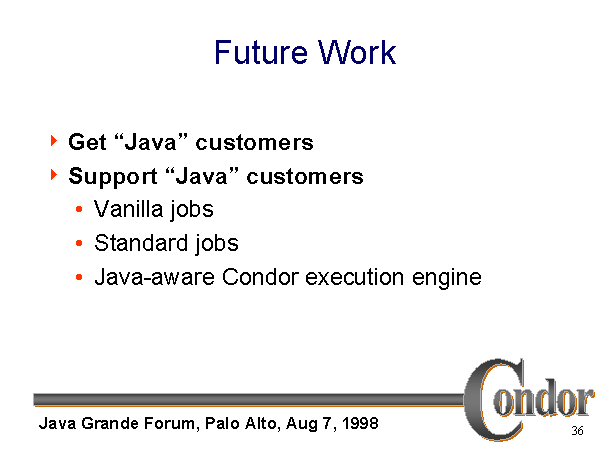 Future Work
Get “Java” customers
Support “Java” customers
• Vanilla jobs
• Standard jobs
• Java-aware Condor execution engine
Condor
Java Grande Forum, Palo Alto, Aug 7, 1998
36